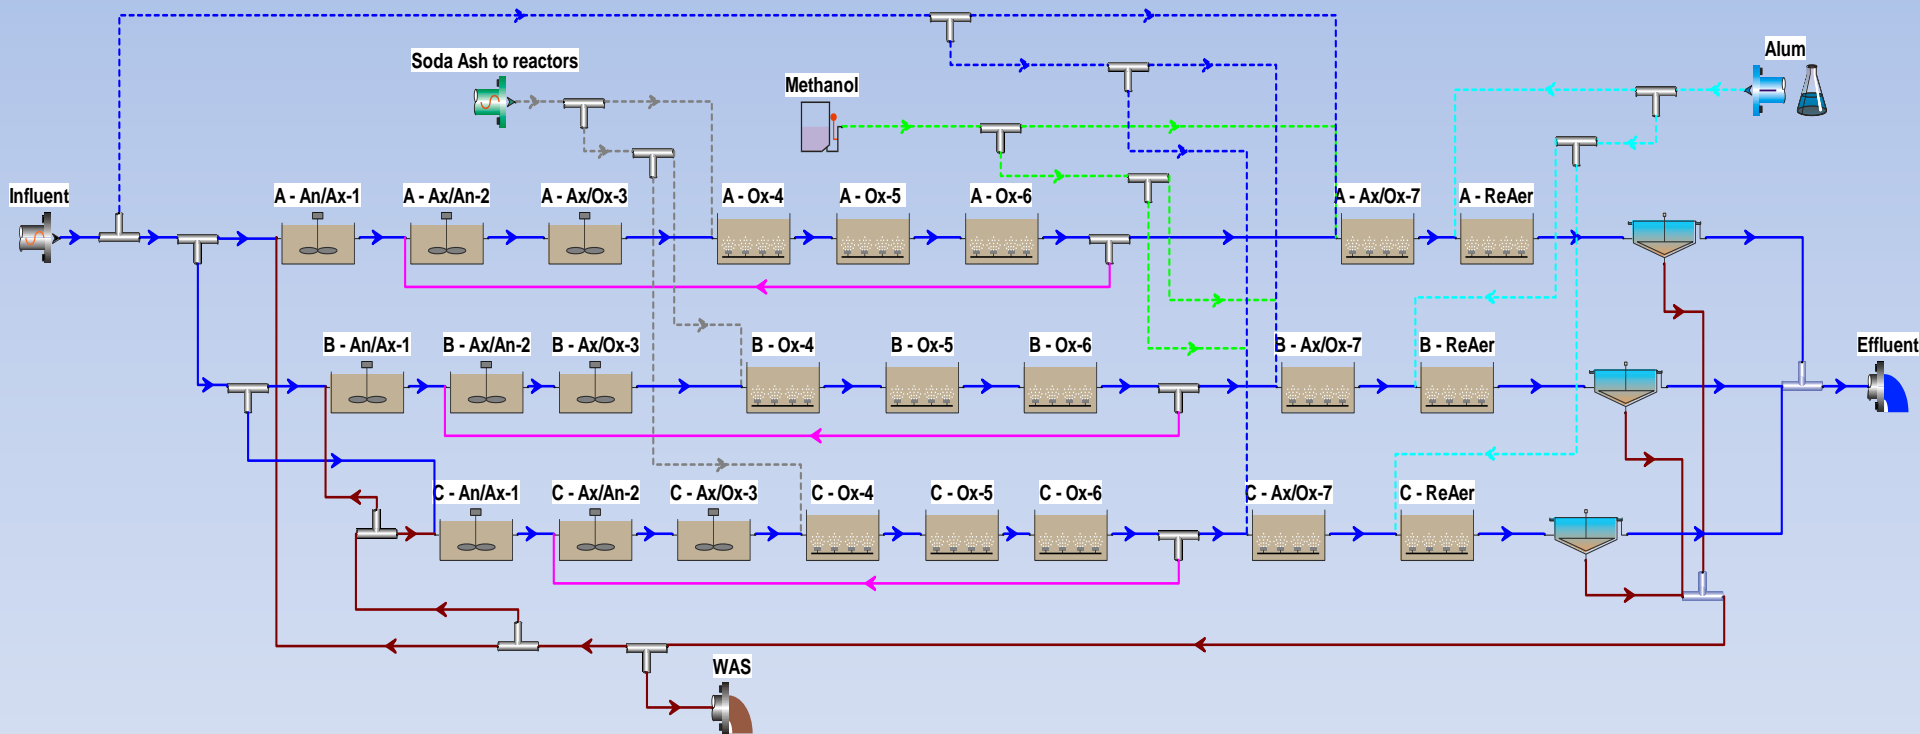 Soda Ash to reactors
Alum
Methanol
Influent
A - An/Ax-1
A - Ax/An-2
A - Ax/Ox-3
A - Ox-4
A - Ox-5
A - Ox-6
A - Ax/Ox-7
A - ReAer
B - An/Ax-1
B - Ax/An-2
B - Ax/Ox-3
B - Ox-4
B - Ox-5
B - Ox-6
B - Ax/Ox-7
B - ReAer
Effluent
C - An/Ax-1
C - Ax/An-2
C - Ax/Ox-3
C - Ox-4
C - Ox-5
C - Ox-6
C - Ax/Ox-7
C - ReAer
WAS